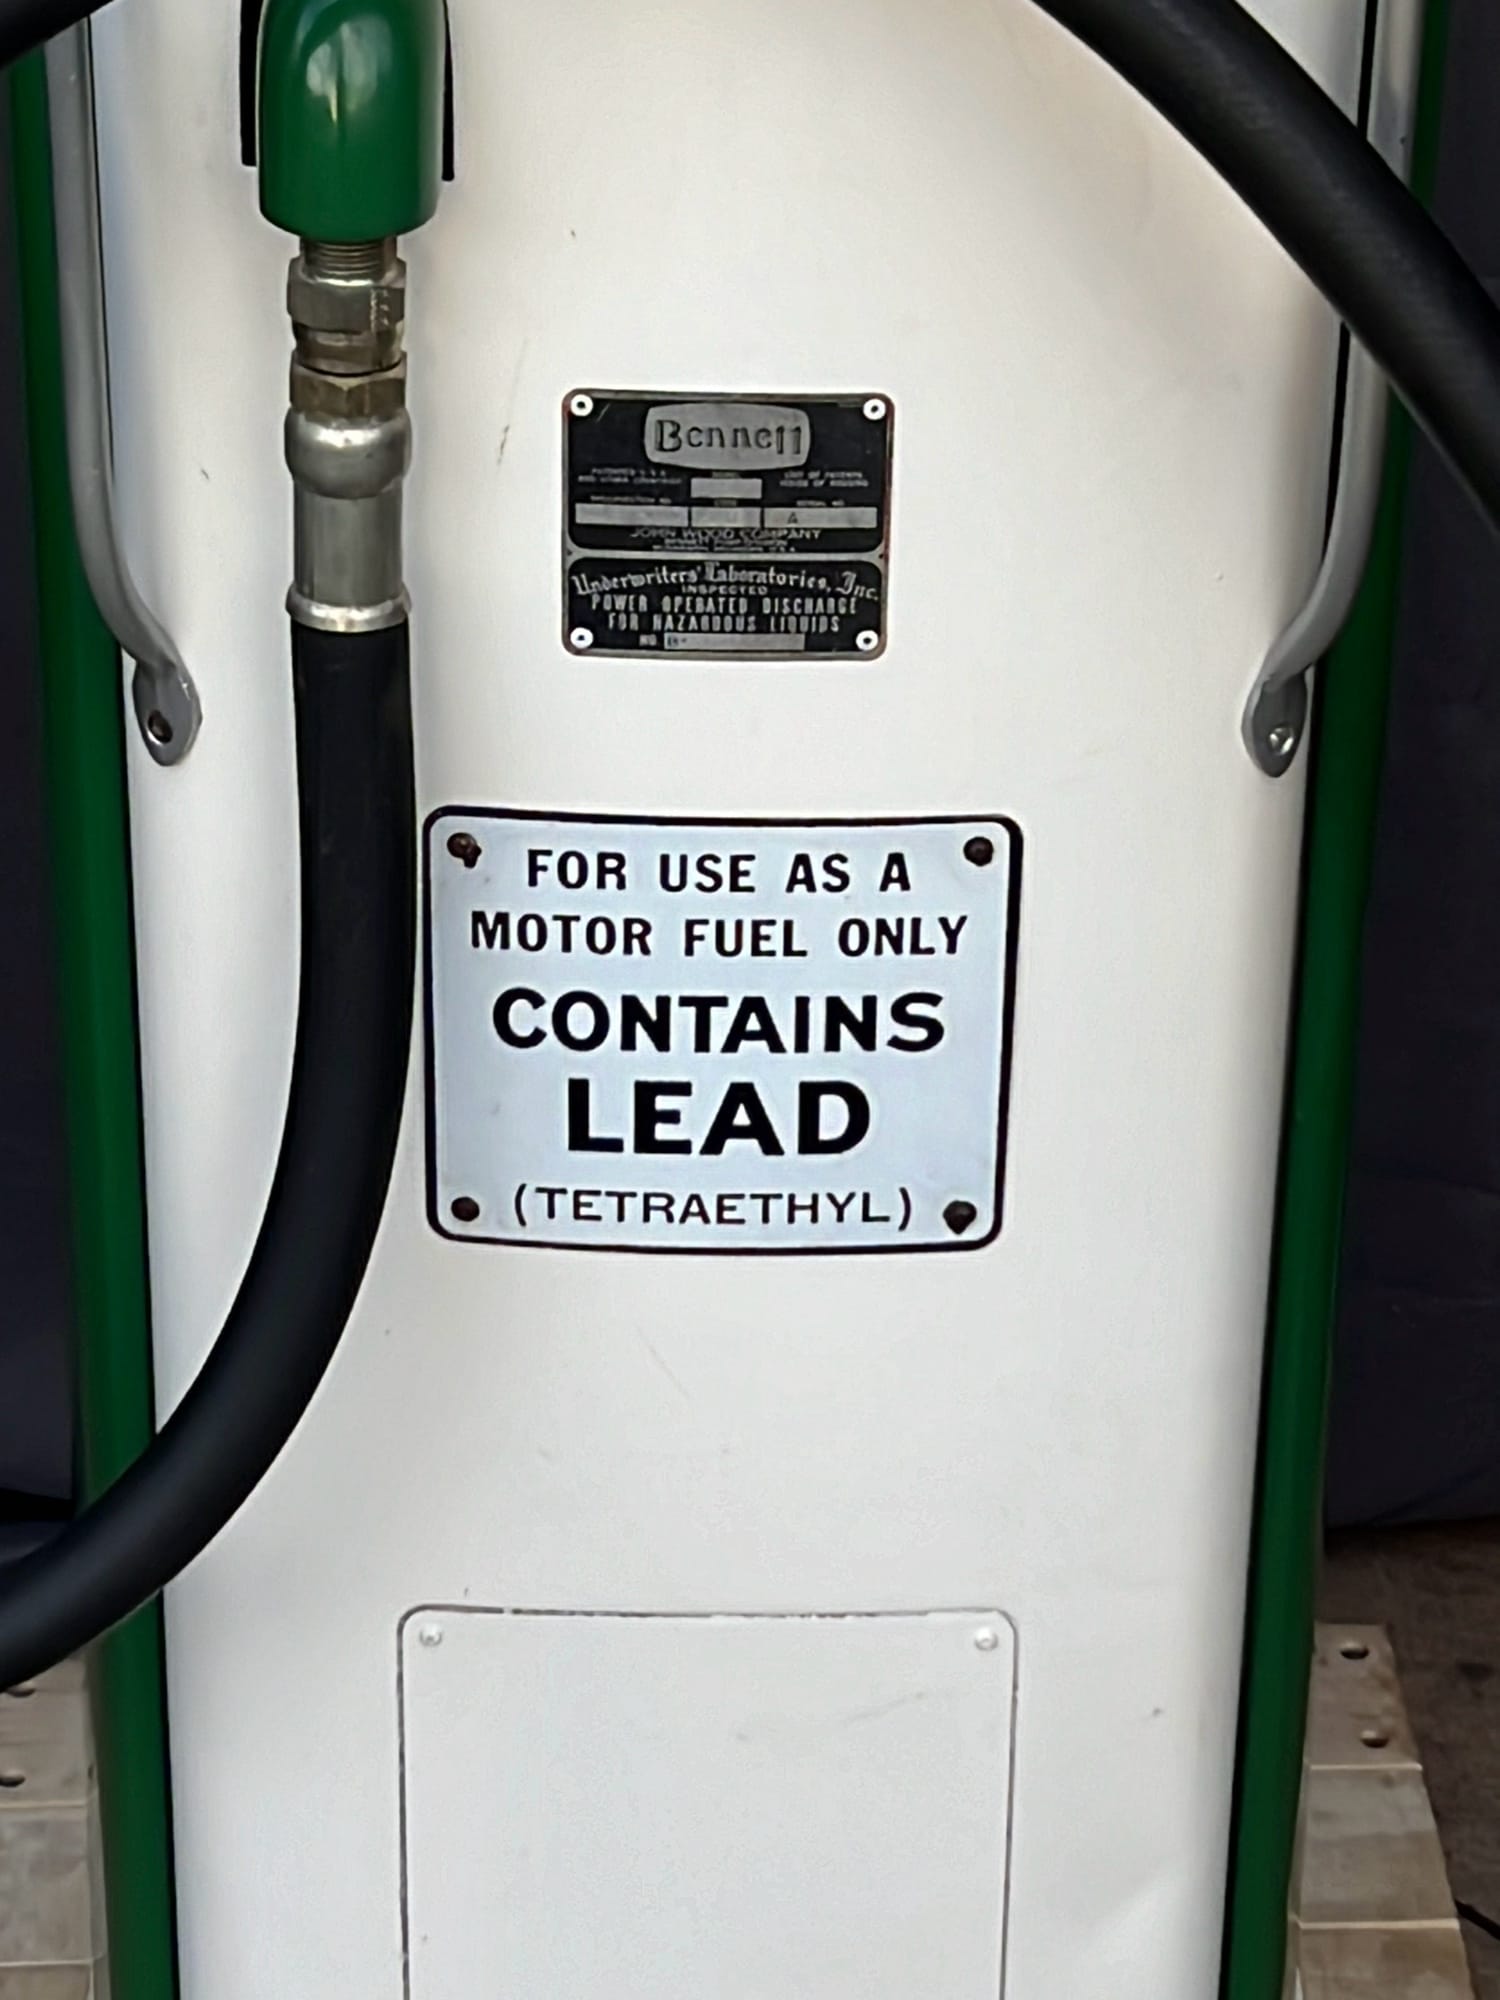 Bennett
JOHN WOOD COMPANY
Underwriters' Laboratories, Inc.
INSPECTED
POWER OPERATED DISCHARGE
FOR HAZARDOUS LIQUIDS
NO.
FOR USE AS A
MOTOR FUEL ONLY
CONTAINS
LEAD
(TETRAETHYL)